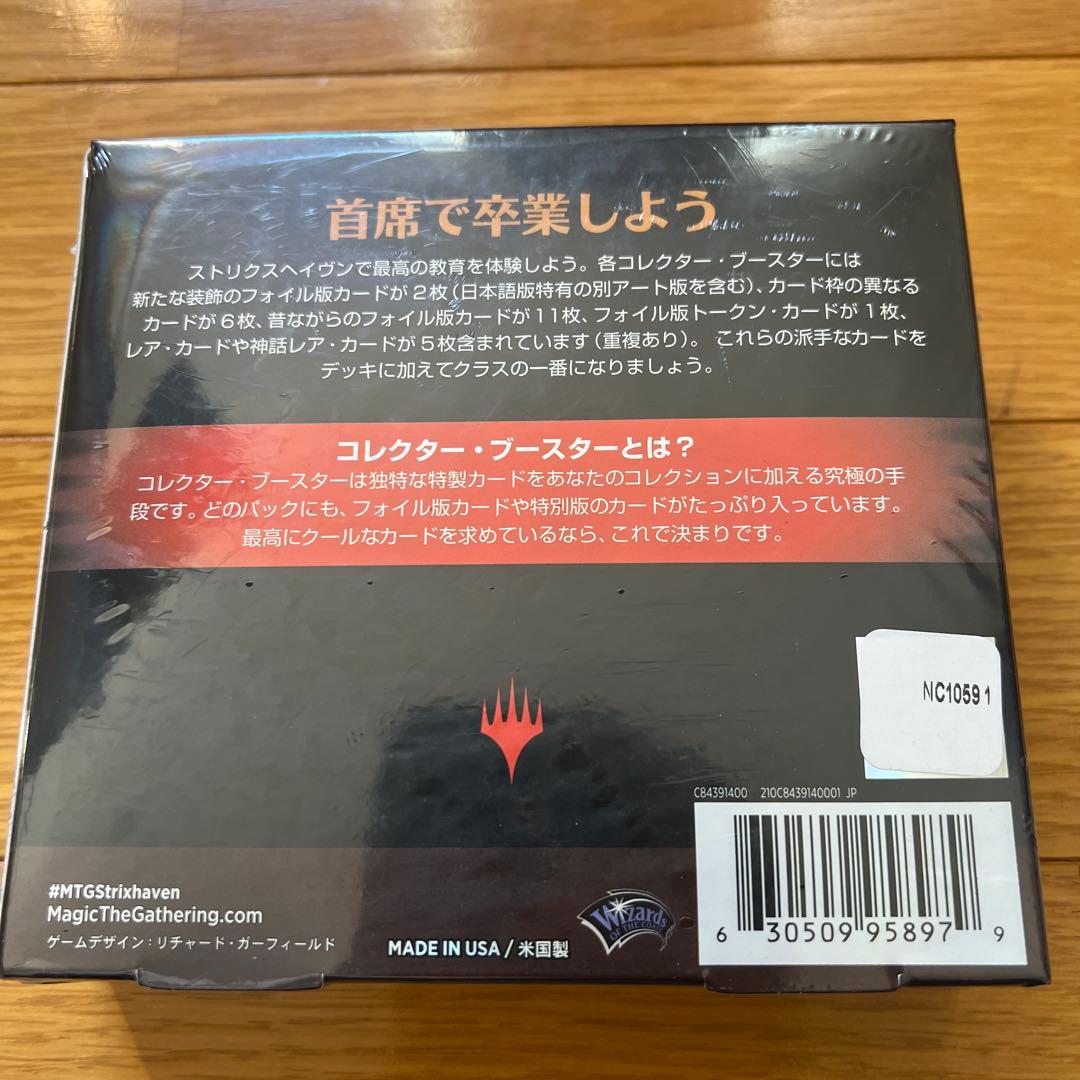 首席で卒業しよう
ストリクスヘイヴンで最高の教育を体験しよう。各コレクター・ブースターには
新たな装飾のフォイル版カードが2枚(日本語版特有の別アート版を含む)、カード枠の異なる
カードが6枚、昔ながらのフォイル版カードが11枚、フォイル版トークン・カードが1枚、
レア・カードや神話レア・カードが5枚含まれています(重複あり)。 これらの派手なカードを
デッキに加えてクラスの一番になりましょう。
コレクター・ブースターとは?
コレクター・ブースターは独特な特製カードをあなたのコレクションに加える究極の手
段です。どのパックにも、フォイル版カードや特別版のカードがたっぷり入っています。
最高にクールなカードを求めているなら、これで決まりです。
NC10591
C84391400 210C8439140001 JP
#MTGStrixhaven
MagicTheGathering.com
ゲームデザイン:リチャード・ガーフィールド
MADE IN USA / 米国製
Wizards
OF THE COAST
6 30509 95897 9